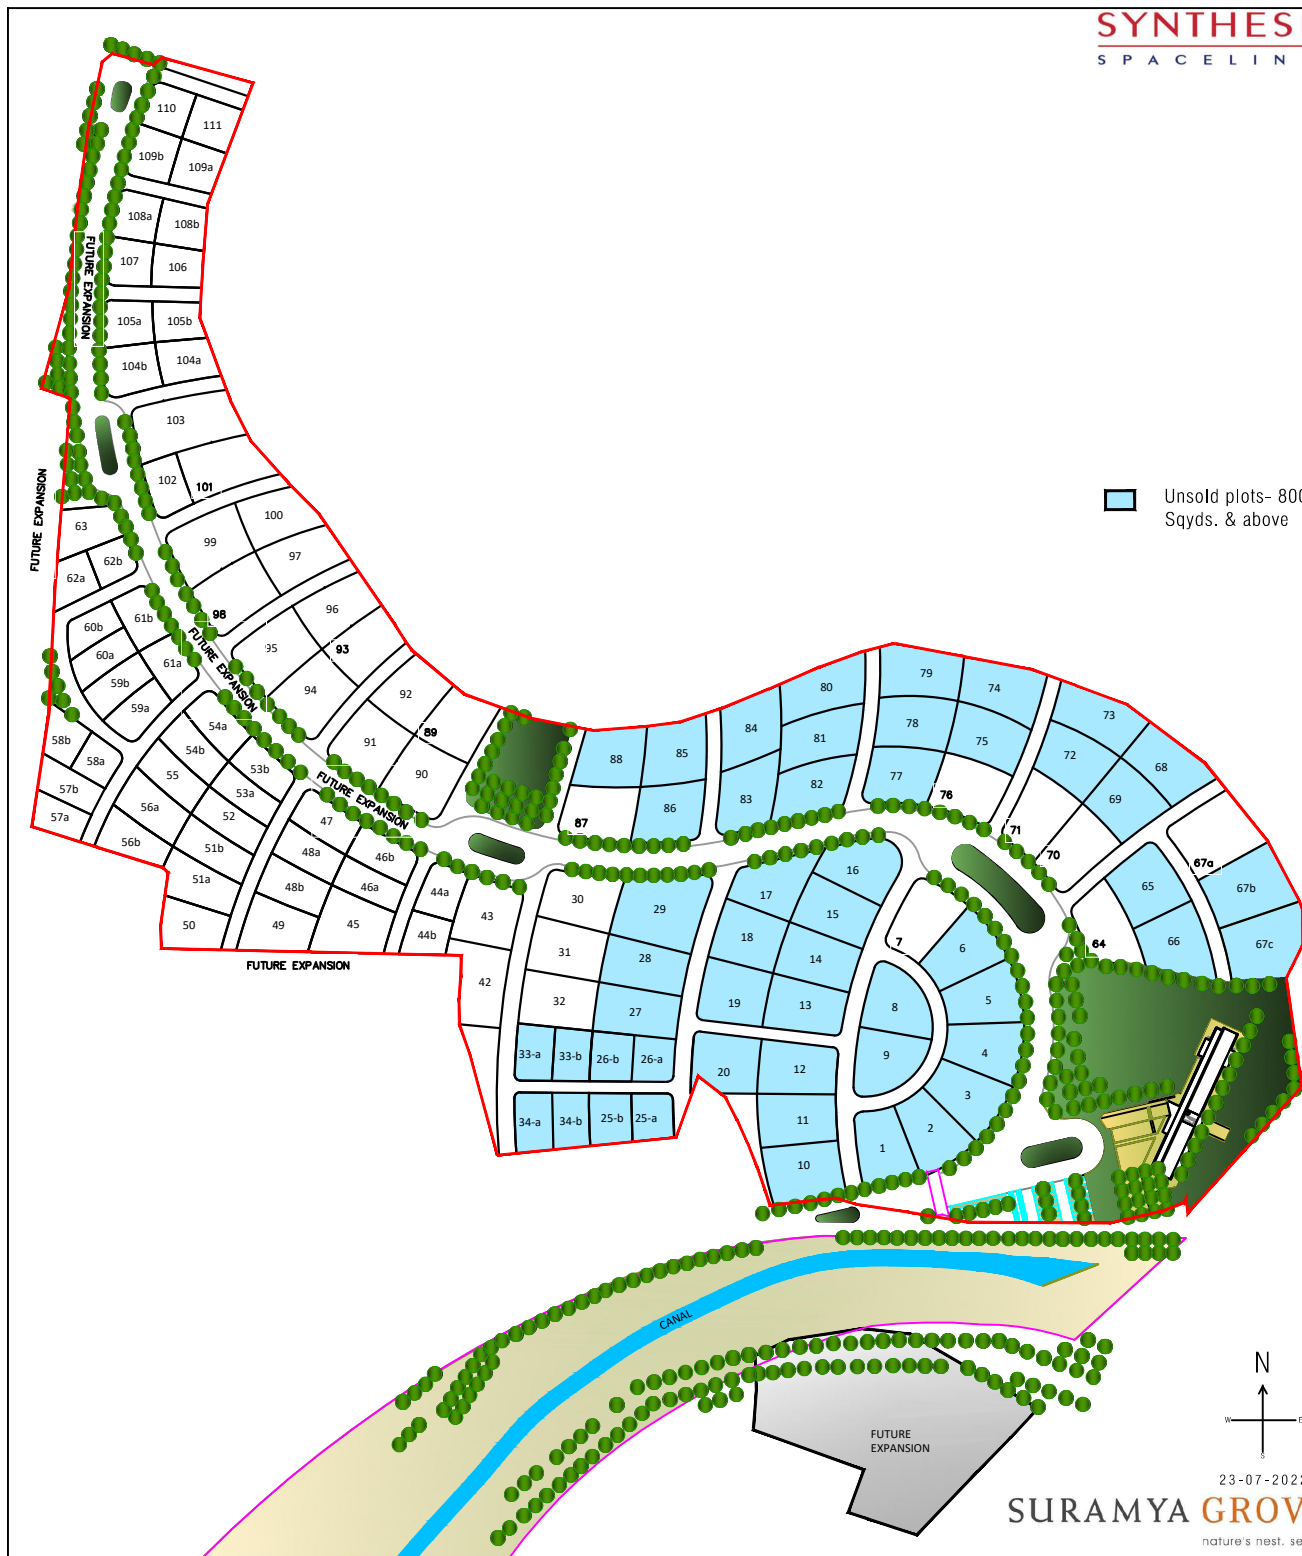 SYNTHES
SPACELIN
110
111
109b
109a
108a
108b
107
106
FUTURE EXPANSION
105a
105b
104b
104a
103
102
101
FUTURE EXPANSION
Unsold plots- 800
Sqyds. & above
63
62b
62a
100
99
97
98
96
95
93
94
92
91
89
90
60b
61b
60a
61a
59b
59a
FUTURE EXPANSION
58b
58a
57b
57a
54a
54b
53b
55
53a
56a
52
56b
51b
51a
50
FUTURE EXPANSION
47
48a
46b
48b
46a
49
45
44a
44b
43
42
FUTURE EXPANSION
88
85
86
87
84
83
80
81
82
79
74
78
75
77
76
73
72
68
69
71
70
67a
67b
67c
65
66
64
30
29
31
28
32
27
33-a
33-b
26-b
26-a
34-a
34-b
25-b
25-a
17
16
18
15
14
19
13
20
12
11
10
7
6
8
5
9
4
3
2
1
CANAL
FUTURE
EXPANSION
N
W
E
S
23-07-2022
SURAMYA GROV
nature's nest. se